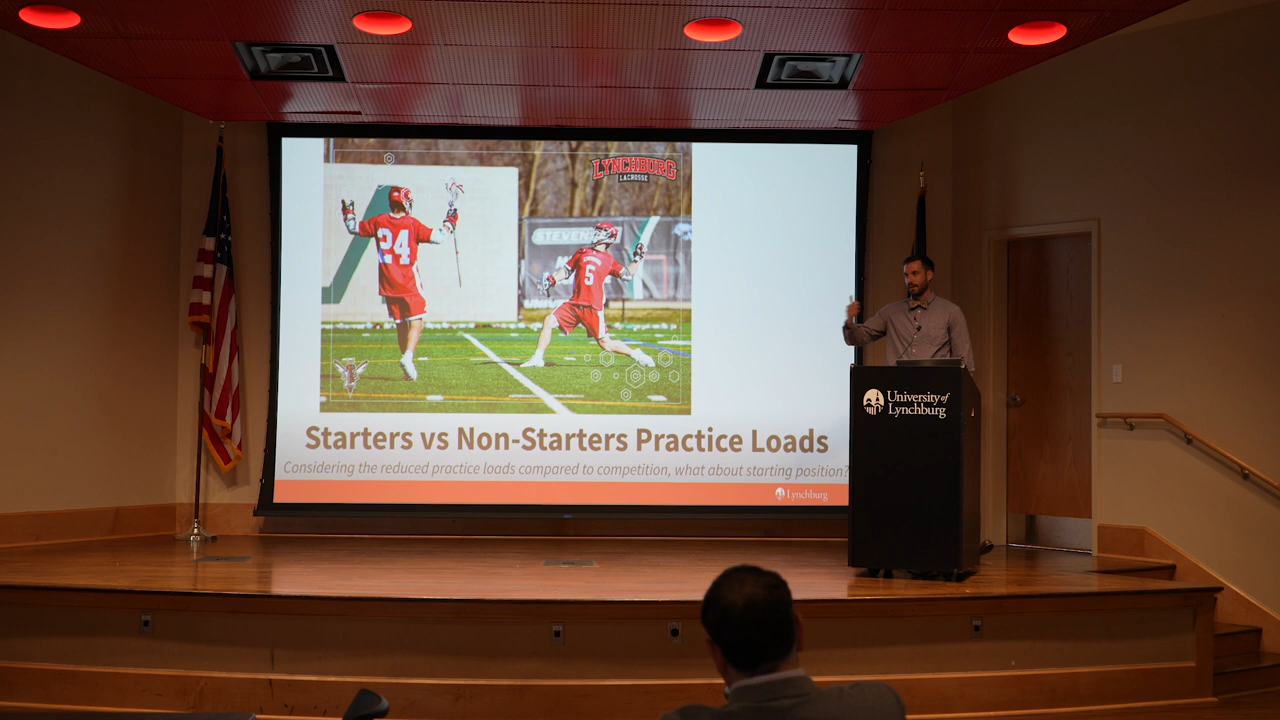 LYNCHBURG
LACROSSE
24
STEVEN
5
Starters vs Non-Starters Practice Loads
Considering the reduced practice loads compared to competition, what about starting position?
Lynchburg
University of
Lynchburg